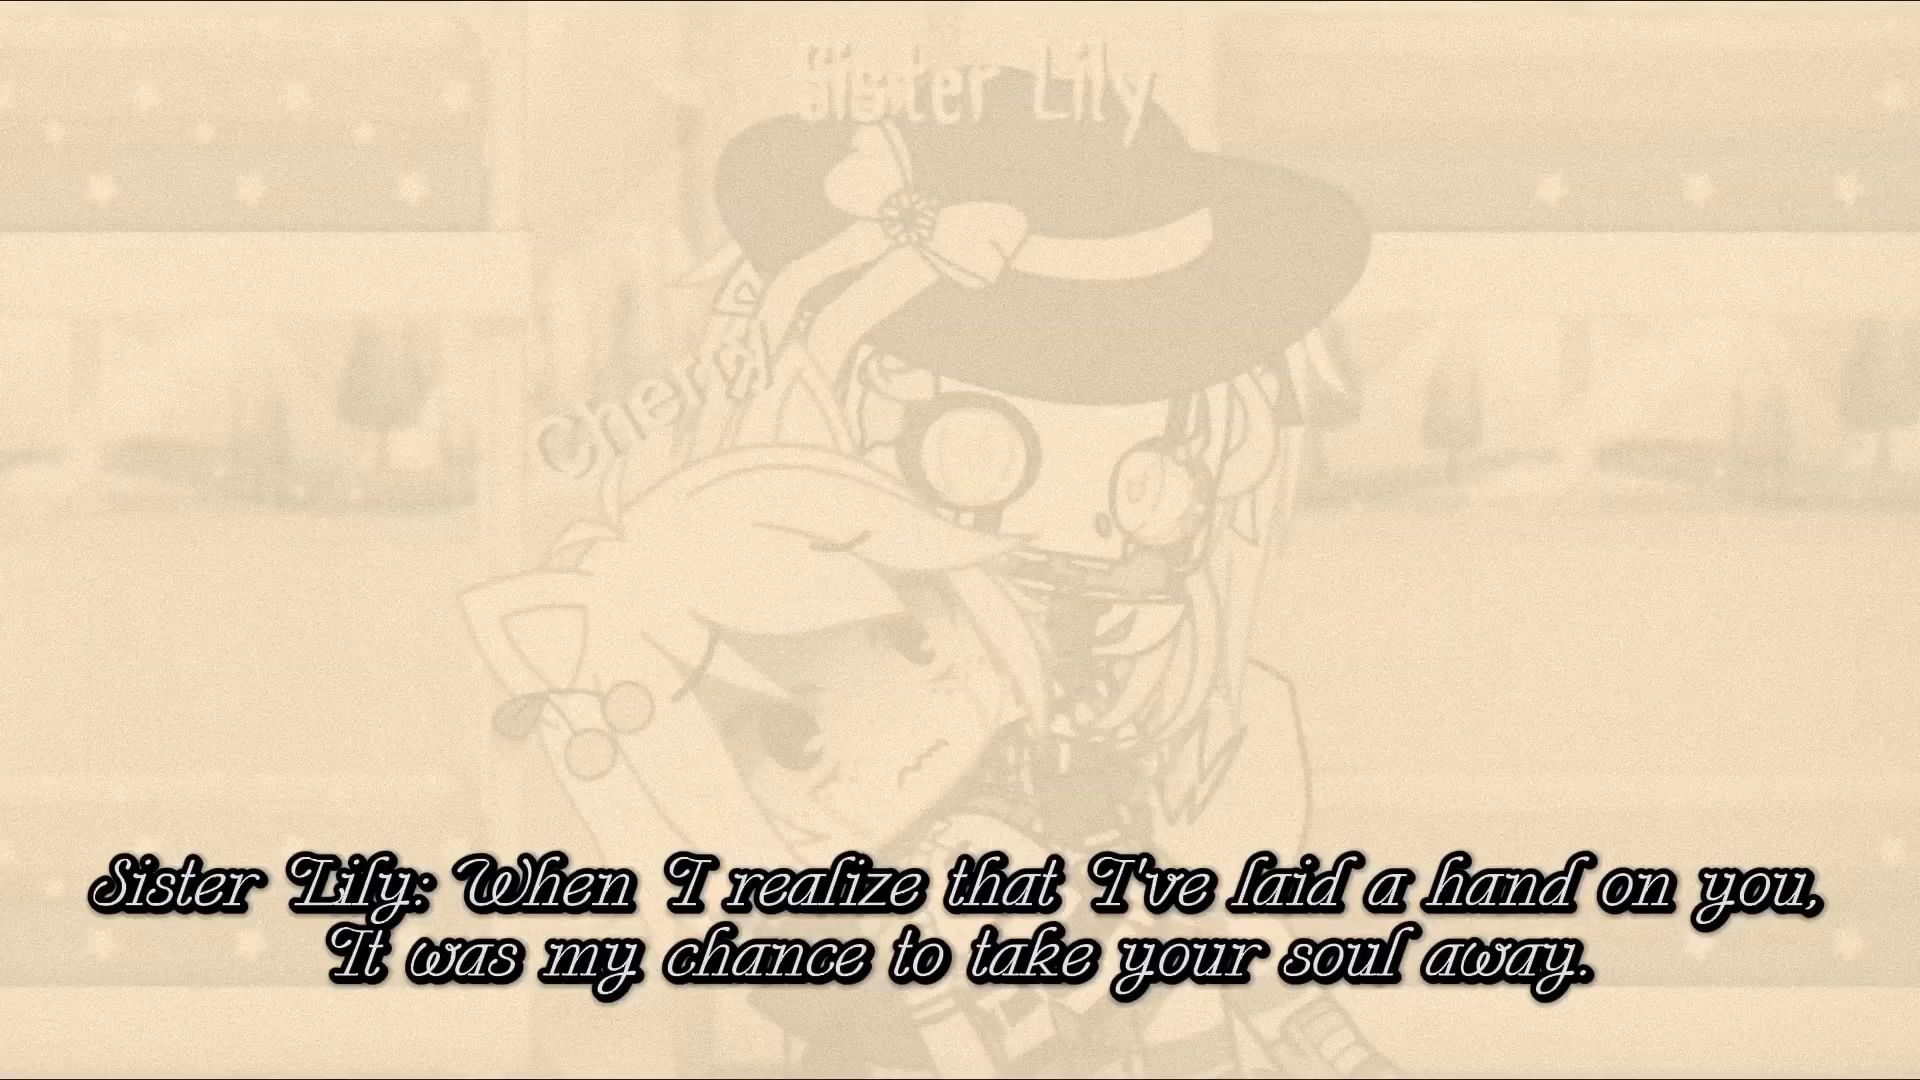 Sister Lily
Cherry
Sister Lily: When I realize that I've laid a hand on you,
It was my chance to take your soul away.